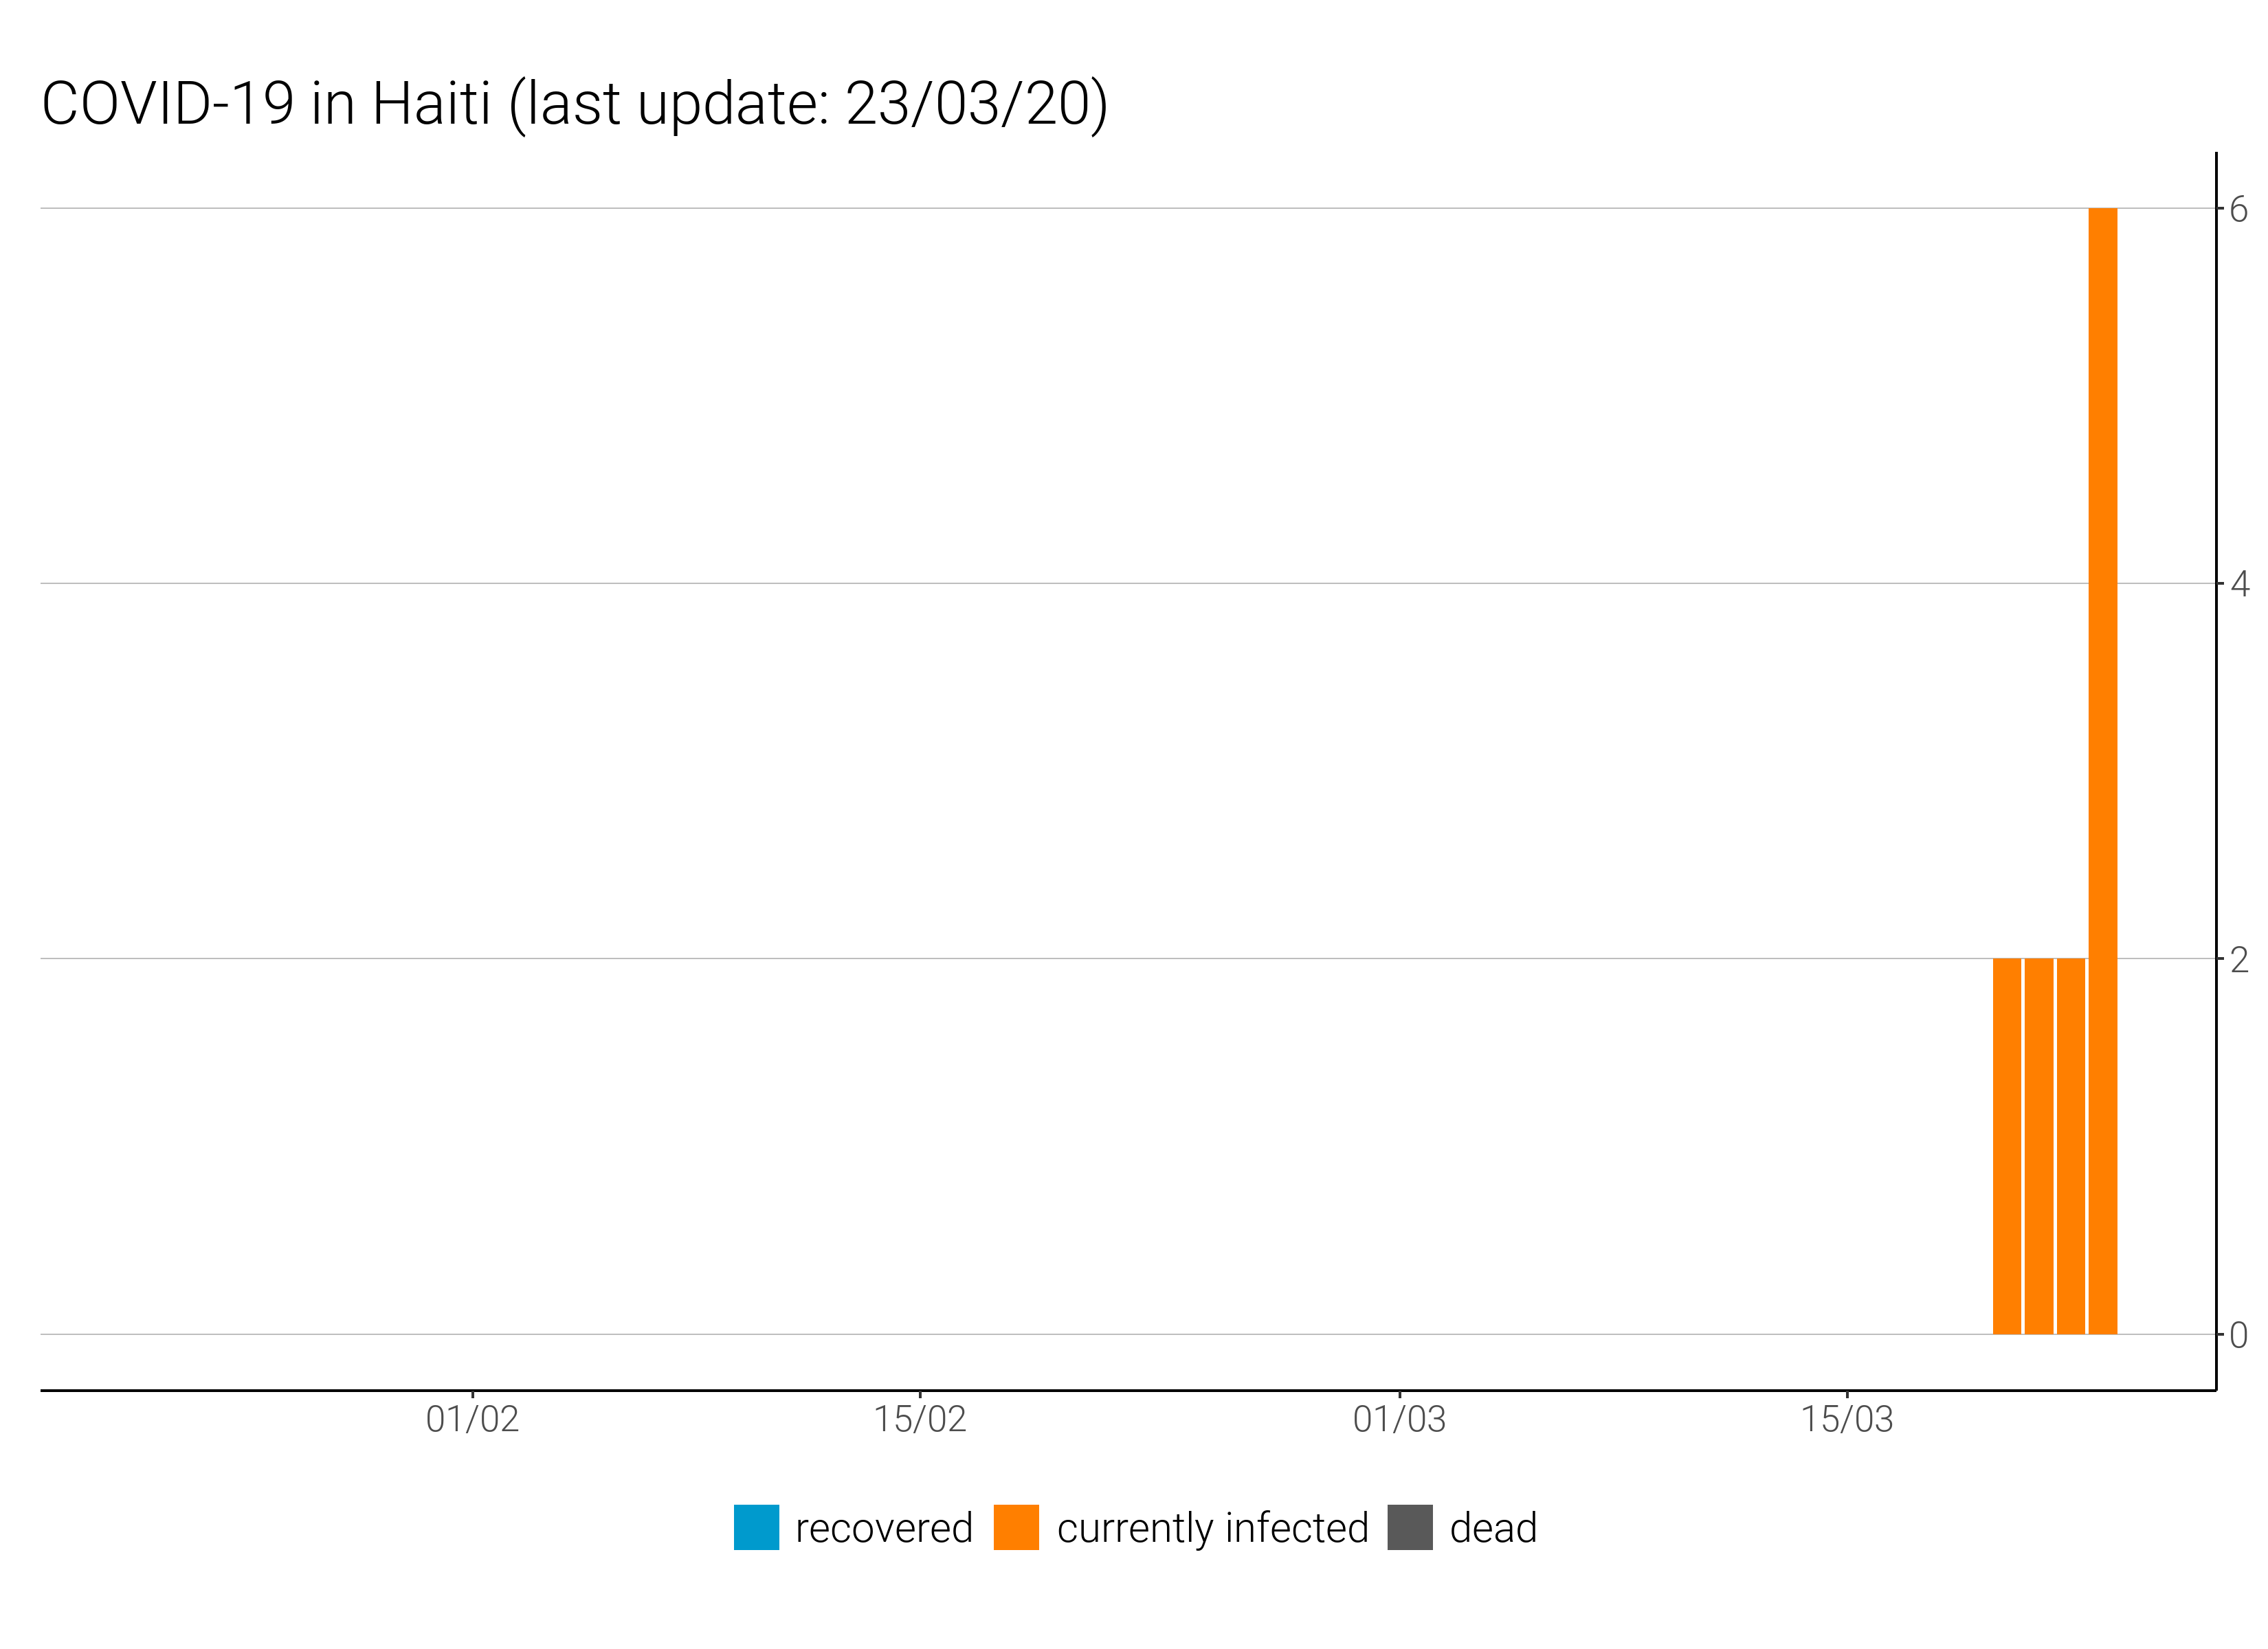 COVID-19 in Haiti (last update: 23/03/20)
6
4
2
0
01/02 15/02 01/03 15/03
recovered currently infected dead